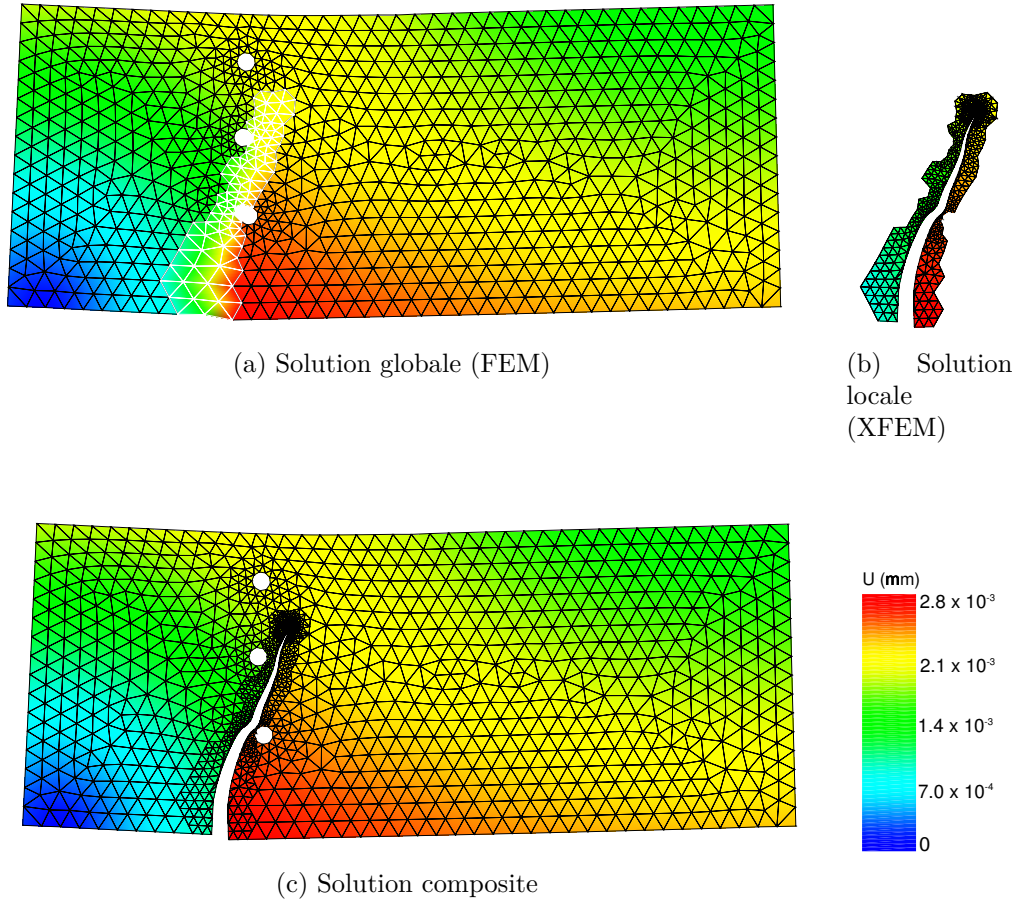 (a) Solution globale (FEM)
(b) Solution
locale
(XFEM)
U (mm)
2.8 x 10⁻³
2.1 x 10⁻³
1.4 x 10⁻³
7.0 x 10⁻⁴
0
(c) Solution composite